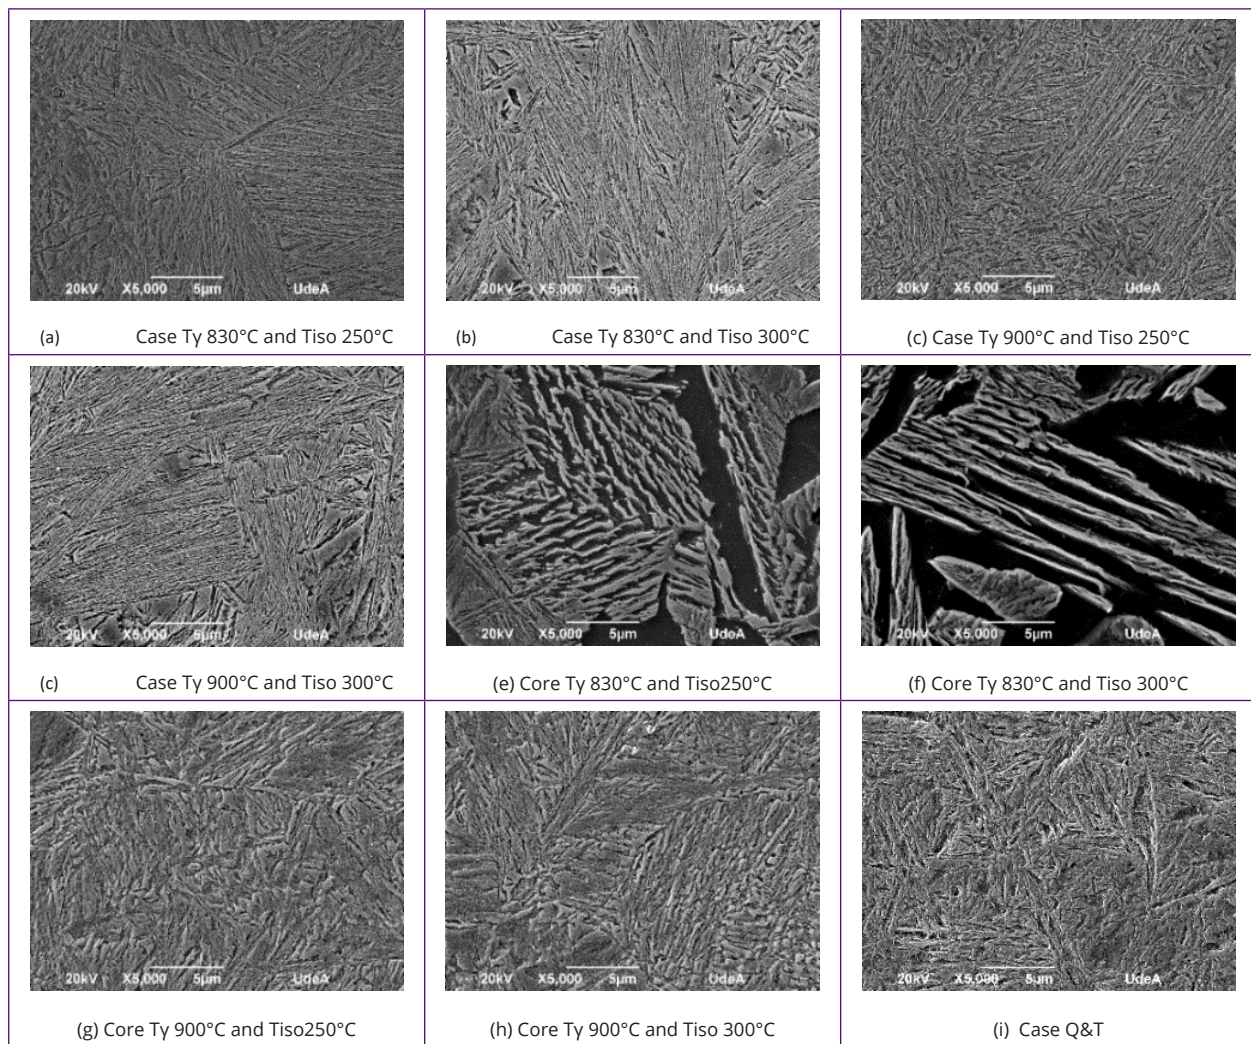 20kV X5,000 5µm UdeA
20kV X5,000 5µm UdeA
20kV X5,000 5µm UdeA
(a) Case Tγ 830°C and Tiso 250°C
(b) Case Tγ 830°C and Tiso 300°C
(c) Case Tγ 900°C and Tiso 250°C
20kV X5,000 5µm UdeA
20kV X5,000 5µm UdeA
20kV X5,000 5µm UdeA
(c) Case Tγ 900°C and Tiso 300°C
(e) Core Tγ 830°C and Tiso250°C
(f) Core Tγ 830°C and Tiso 300°C
20kV X5,000 5µm UdeA
20kV X5,000 5µm UdeA
20kV X5,000 5µm UdeA
(g) Core Tγ 900°C and Tiso250°C
(h) Core Tγ 900°C and Tiso 300°C
(i) Case Q&T